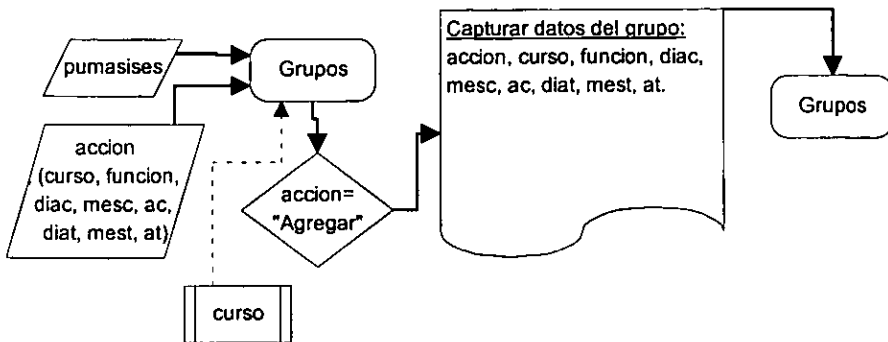 pumasises
Grupos
accion
(curso, funcion,
diac, mesc, ac,
diat, mest, at)
accion=
"Agregar"
curso
Capturar datos del grupo:
accion, curso, funcion, diac,
mesc, ac, diat, mest, at.
Grupos